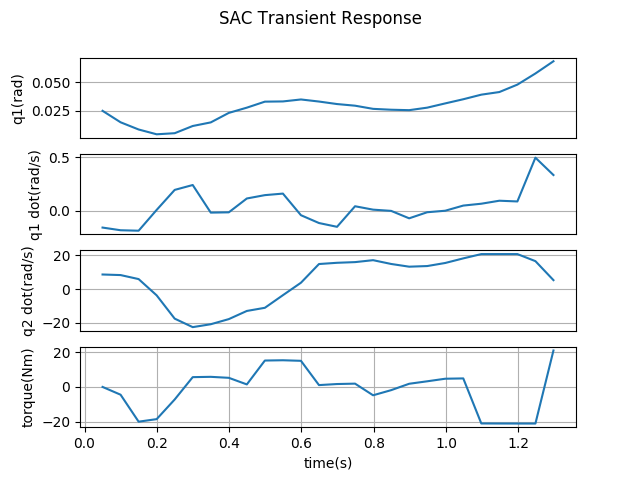 SAC Transient Response
q1(rad)
0.050
0.025
q1 dot(rad/s)
0.5
0.0
q2 dot(rad/s)
20
0
−20
torque(Nm)
20
0
−20
0.0 0.2 0.4 0.6 0.8 1.0 1.2
time(s)